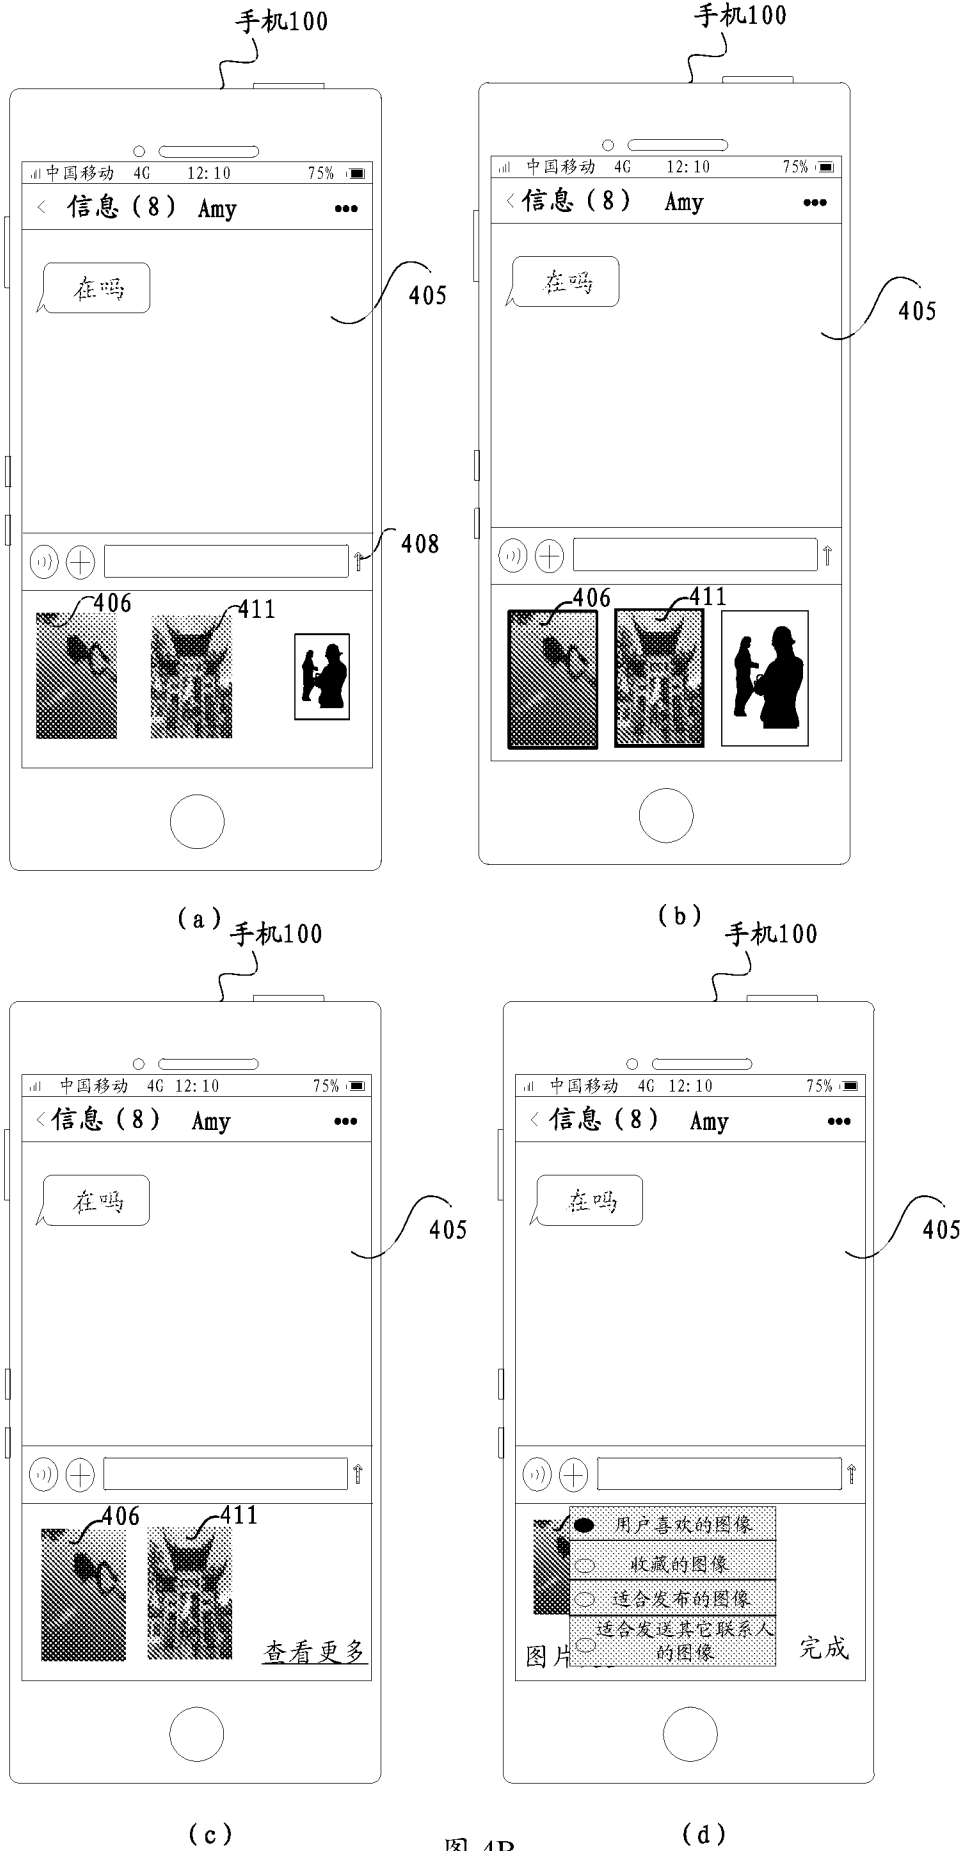 手机100
中国移动 4G 12:10 75%
< 信息（8） Amy •••
在吗
405
408
406
411
（a）
手机100
中国移动 4G 12:10 75%
<信息（8） Amy •••
在吗
405
406
411
（b）
手机100
中国移动 4G 12:10 75%
<信息（8） Amy •••
在吗
405
406
411
查看更多
（c）
手机100
中国移动 4G 12:10 75%
<信息（8） Amy •••
在吗
405
用户喜欢的图像
收藏的图像
适合发布的图像
适合发送其它联系人
的图像
图片
完成
（d）
图 4B